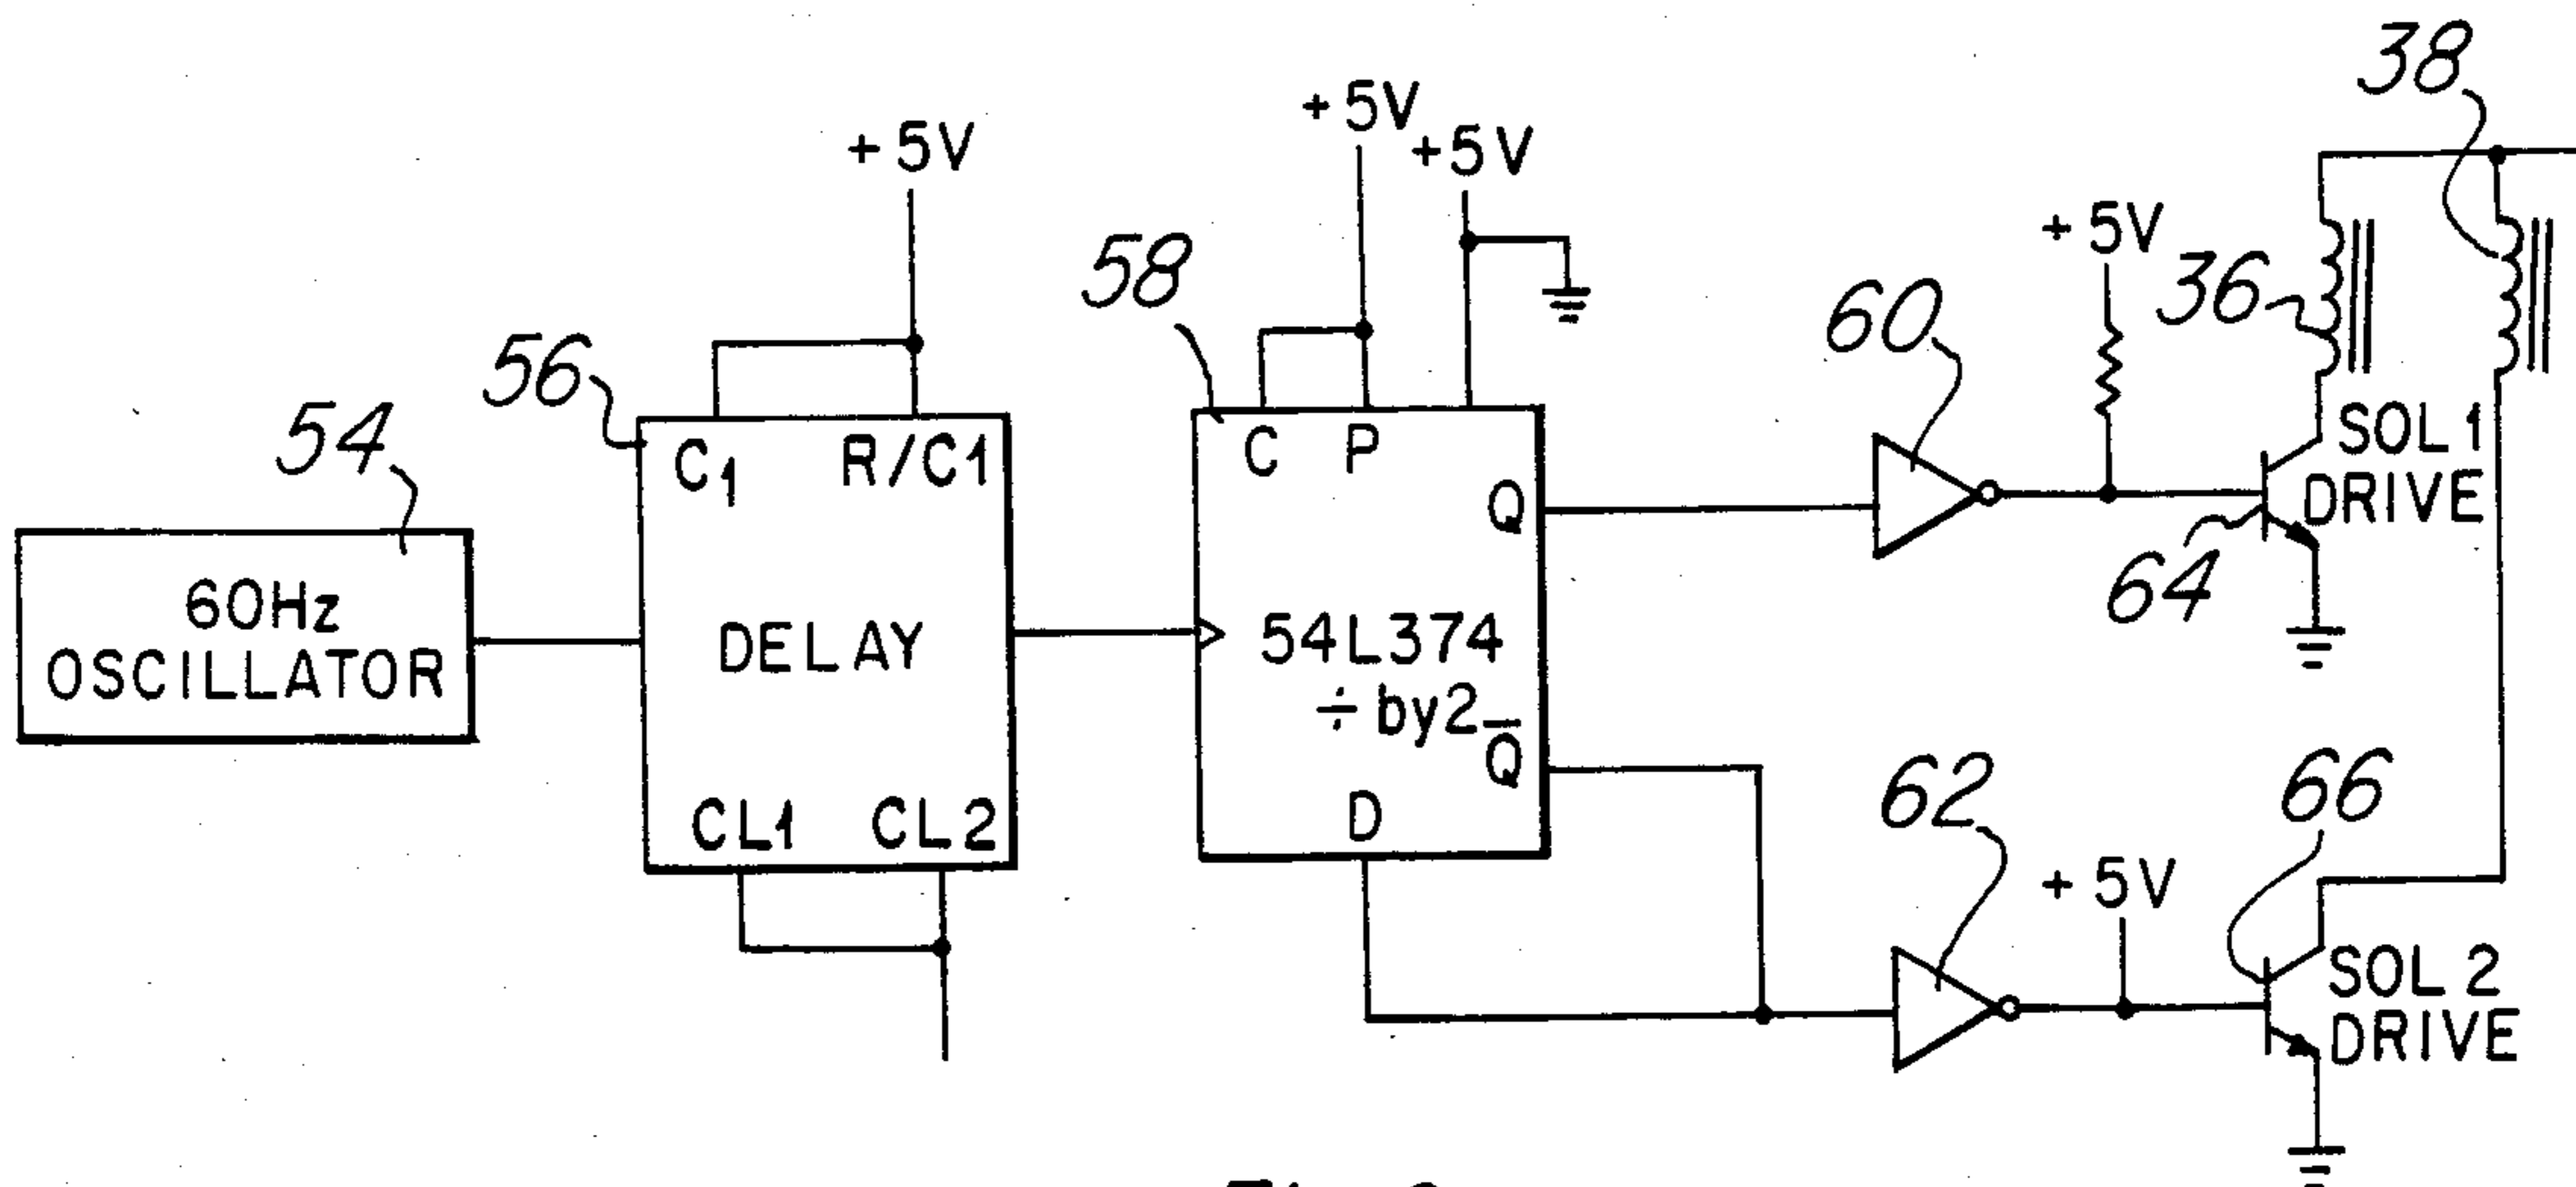 38
+5V
+5V
+5V
+5V
58
36
60
56
54
C1
R/C1
C
P
Q
SOL 1
DRIVE
64
60Hz
OSCILLATOR
DELAY
54L374
÷ by2
Q̅
62
66
CL1
CL2
D
+5V
SOL 2
DRIVE